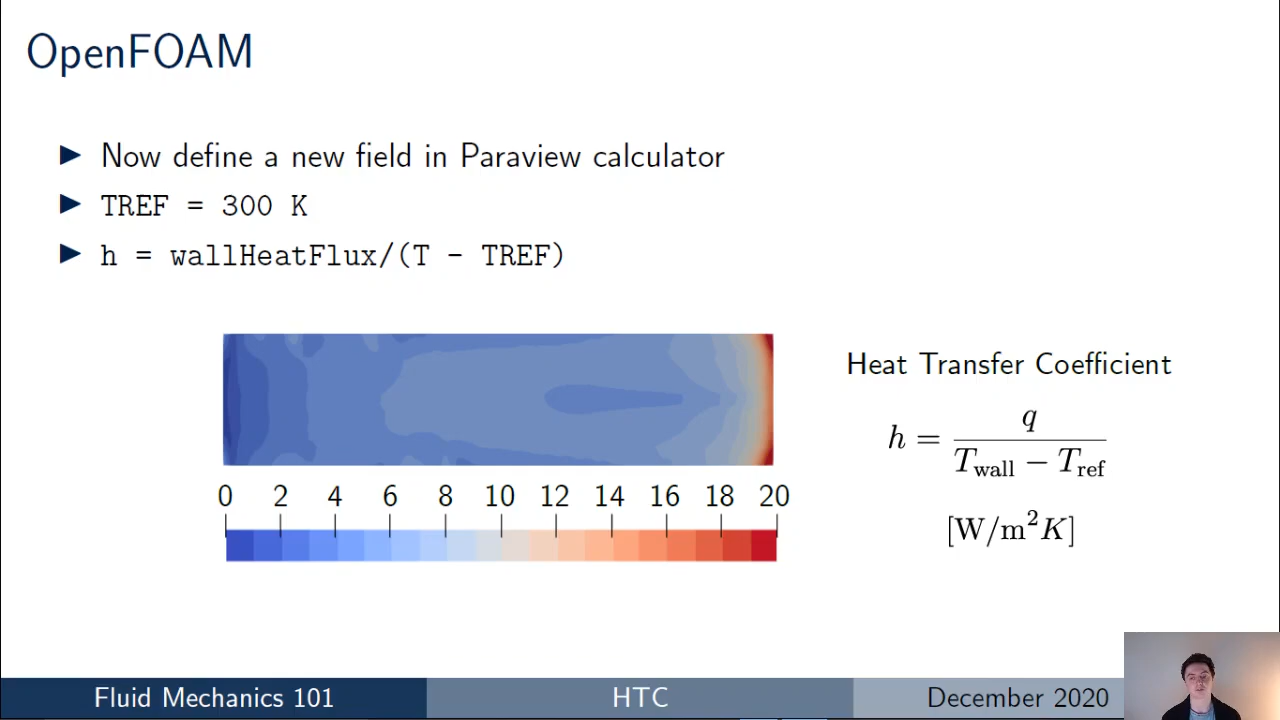 OpenFOAM
▶ Now define a new field in Paraview calculator
▶ TREF = 300 K
▶ h = wallHeatFlux/(T - TREF)
Heat Transfer Coefficient
h = q / (T_wall − T_ref)
[W/m²K]
0 2 4 6 8 10 12 14 16 18 20
Fluid Mechanics 101 HTC December 2020